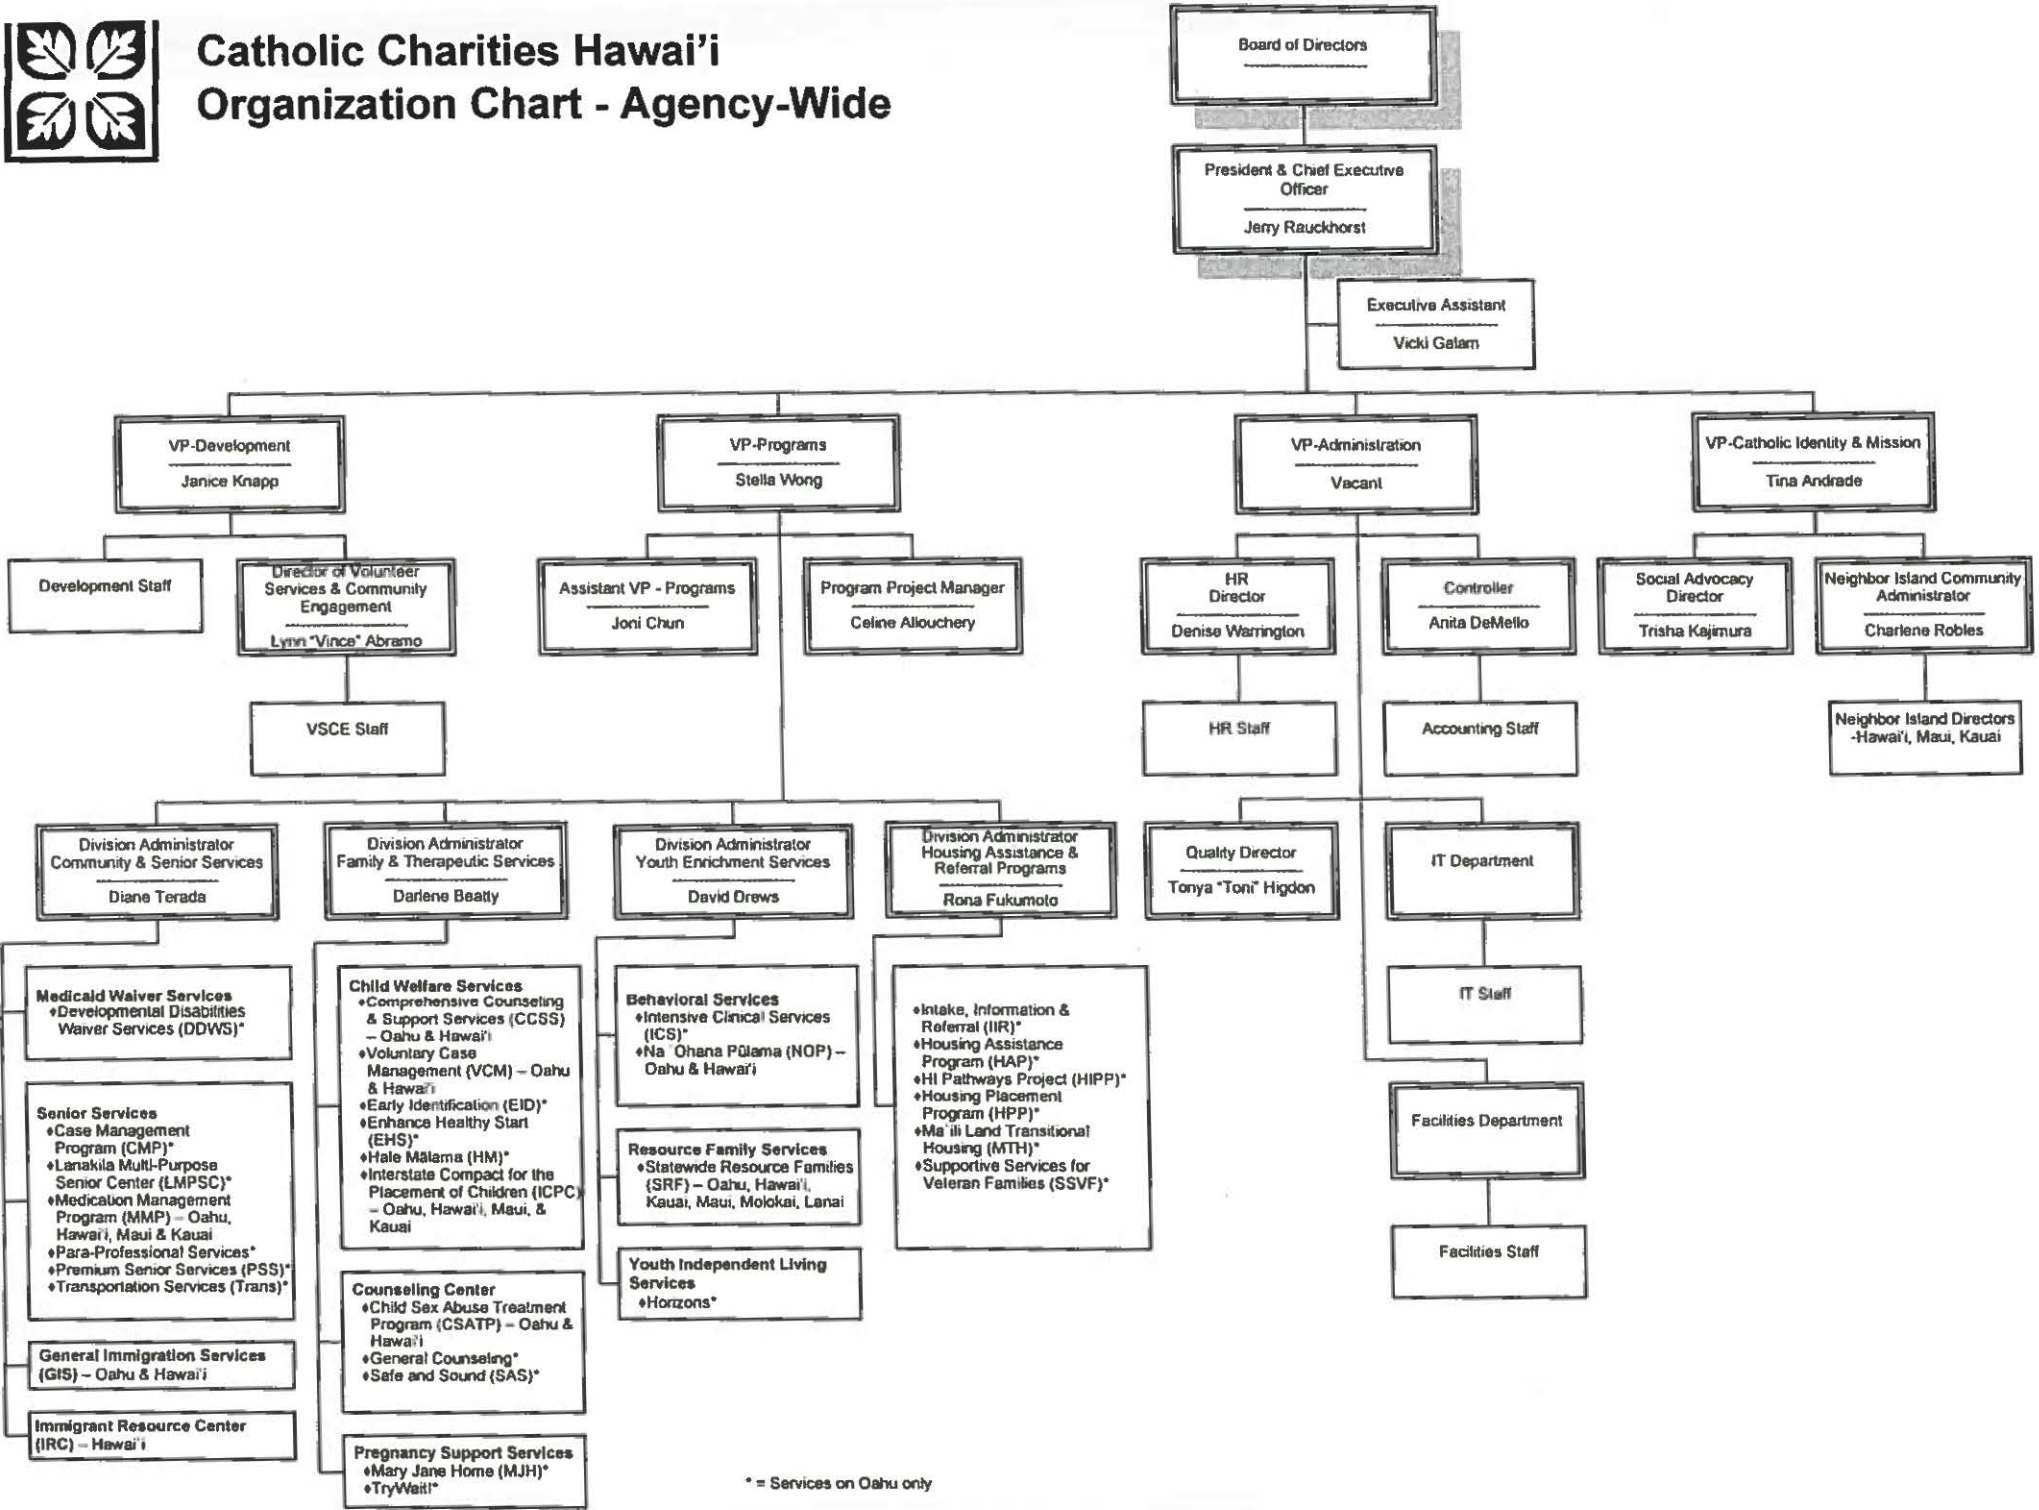 Catholic Charities Hawai'i
Organization Chart - Agency-Wide
Board of Directors
President & Chief Executive
Officer
Jerry Rauckhorst
Executive Assistant
Vicki Galam
VP-Development
Janice Knapp
VP-Programs
Stella Wong
VP-Administration
Vacant
VP-Catholic Identity & Mission
Tina Andrade
Development Staff
Director of Volunteer
Services & Community
Engagement
Lynn "Vince" Abramo
Assistant VP - Programs
Joni Chun
Program Project Manager
Celine Allouchery
HR
Director
Denise Warrington
Controller
Anita DeMello
Social Advocacy
Director
Trisha Kajimura
Neighbor Island Community
Administrator
Charlene Robles
VSCE Staff
HR Staff
Accounting Staff
Neighbor Island Directors
-Hawai'i, Maui, Kauai
Division Administrator
Community & Senior Services
Diane Terada
Division Administrator
Family & Therapeutic Services
Darlene Beatty
Division Administrator
Youth Enrichment Services
David Drews
Division Administrator
Housing Assistance &
Referral Programs
Rona Fukumoto
Quality Director
Tonya "Toni" Higdon
IT Department
IT Staff
Facilities Department
Facilities Staff
Medicaid Waiver Services
♦Developmental Disabilities
Waiver Services (DDWS)*
Senior Services
♦Case Management
Program (CMP)*
♦Lanakila Multi-Purpose
Senior Center (LMPSC)*
♦Medication Management
Program (MMP) – Oahu,
Hawai'i, Maui & Kauai
♦Para-Professional Services*
♦Premium Senior Services (PSS)*
♦Transportation Services (Trans)*
General Immigration Services
(GIS) – Oahu & Hawai'i
Immigrant Resource Center
(IRC) – Hawai'i
Child Welfare Services
♦Comprehensive Counseling
& Support Services (CCSS)
– Oahu & Hawai'i
♦Voluntary Case
Management (VCM) – Oahu
& Hawai'i
♦Early Identification (EID)*
♦Enhance Healthy Start
(EHS)*
♦Hale Mālama (HM)*
♦Interstate Compact for the
Placement of Children (ICPC)
– Oahu, Hawai'i, Maui, &
Kauai
Counseling Center
♦Child Sex Abuse Treatment
Program (CSATP) – Oahu &
Hawai'i
♦General Counseling*
♦Safe and Sound (SAS)*
Pregnancy Support Services
♦Mary Jane Home (MJH)*
♦TryWait!*
Behavioral Services
♦Intensive Clinical Services
(ICS)*
♦Na `Ohana Pūlama (NOP) –
Oahu & Hawai'i
Resource Family Services
♦Statewide Resource Families
(SRF) – Oahu, Hawai'i,
Kauai, Maui, Molokai, Lanai
Youth Independent Living
Services
♦Horizons*
♦Intake, Information &
Referral (IIR)*
♦Housing Assistance
Program (HAP)*
♦HI Pathways Project (HIPP)*
♦Housing Placement
Program (HPP)*
♦Ma`ili Land Transitional
Housing (MTH)*
♦Supportive Services for
Veteran Families (SSVF)*
* = Services on Oahu only